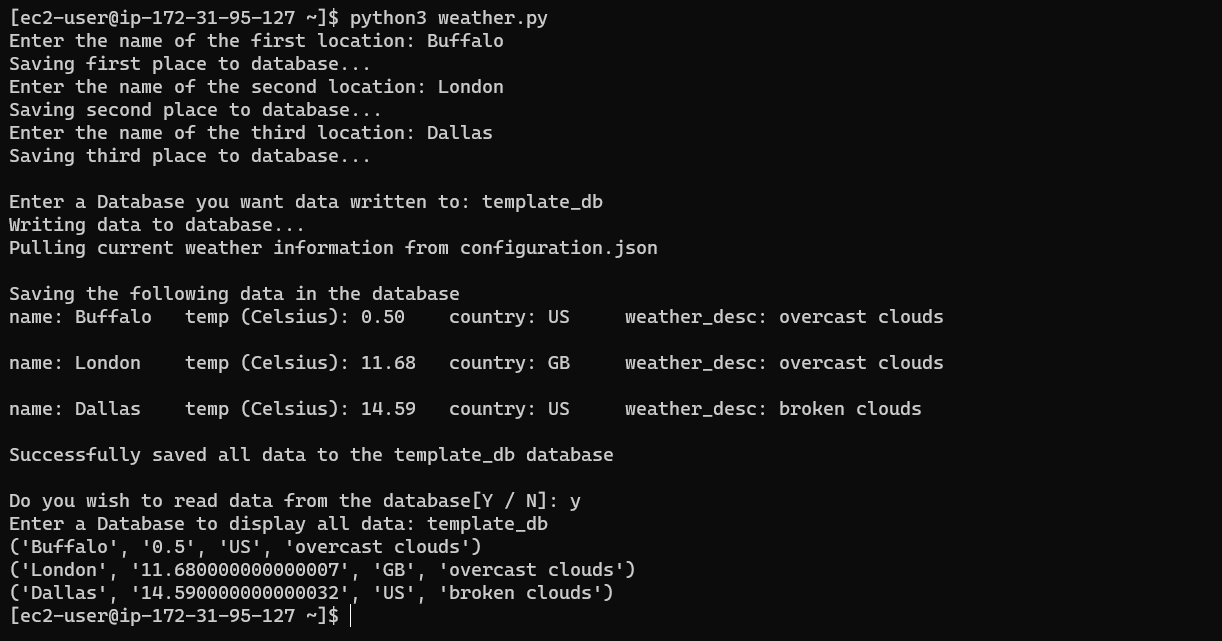 [ec2-user@ip-172-31-95-127 ~]$ python3 weather.py
Enter the name of the first location: Buffalo
Saving first place to database...
Enter the name of the second location: London
Saving second place to database...
Enter the name of the third location: Dallas
Saving third place to database...
Enter a Database you want data written to: template_db
Writing data to database...
Pulling current weather information from configuration.json
Saving the following data in the database
name: Buffalo   temp (Celsius): 0.50    country: US     weather_desc: overcast clouds
name: London    temp (Celsius): 11.68   country: GB     weather_desc: overcast clouds
name: Dallas    temp (Celsius): 14.59   country: US     weather_desc: broken clouds
Successfully saved all data to the template_db database
Do you wish to read data from the database[Y / N]: y
Enter a Database to display all data: template_db
('Buffalo', '0.5', 'US', 'overcast clouds')
('London', '11.680000000000007', 'GB', 'overcast clouds')
('Dallas', '14.590000000000032', 'US', 'broken clouds')
[ec2-user@ip-172-31-95-127 ~]$